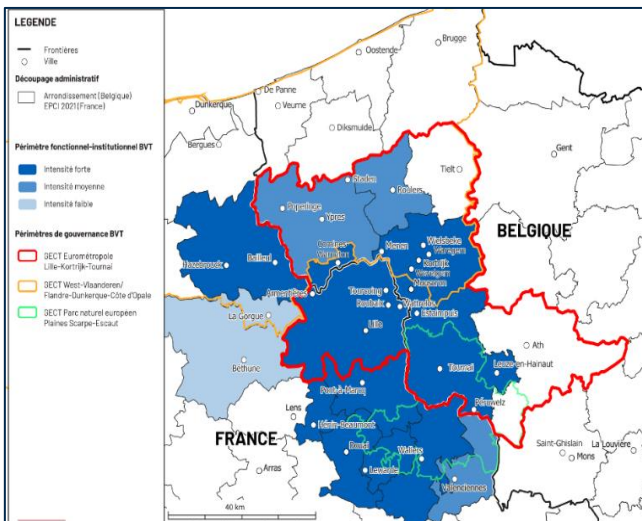 LEGENDE
Frontières
Ville
Découpage administratif
Arrondissement (Belgique)
EPCI 2021 (France)
Périmètre fonctionnel-institutionnel BVT
Intensité forte
Intensité moyenne
Intensité faible
Périmètres de gouvernance BVT
GECT Eurométropole
Lille-Kortrijk-Tournai
GECT West-Vlaanderen/
Flandre-Dunkerque-Côte d'Opale
GECT Parc naturel européen
Plaines Scarpe-Escaut
Brugge
Oostende
De Panne
Dunkerque
Veurne
Bergues
Diksmuide
Gent
Tielt
Staden
Roulers
Poperinge
Ypres
BELGIQUE
Comines
Warneton
Menen
Wielsbeke
Waregem
Kortrijk
Wevelgem
Mouscron
Hazebrouck
Bailleul
Armentières
Tourcoing
Roubaix
Wattrelos
Estaimpuis
La Gorgue
Lille
Ath
Béthune
Tournai
Leuze-en-Hainaut
Pont-à-Marcq
Péruwelz
Lens
Hénin-Beaumont
FRANCE
Douai
Wallers
Saint-Ghislain
La Louvière
Mons
Arras
Lewarde
Valenciennes
40 km